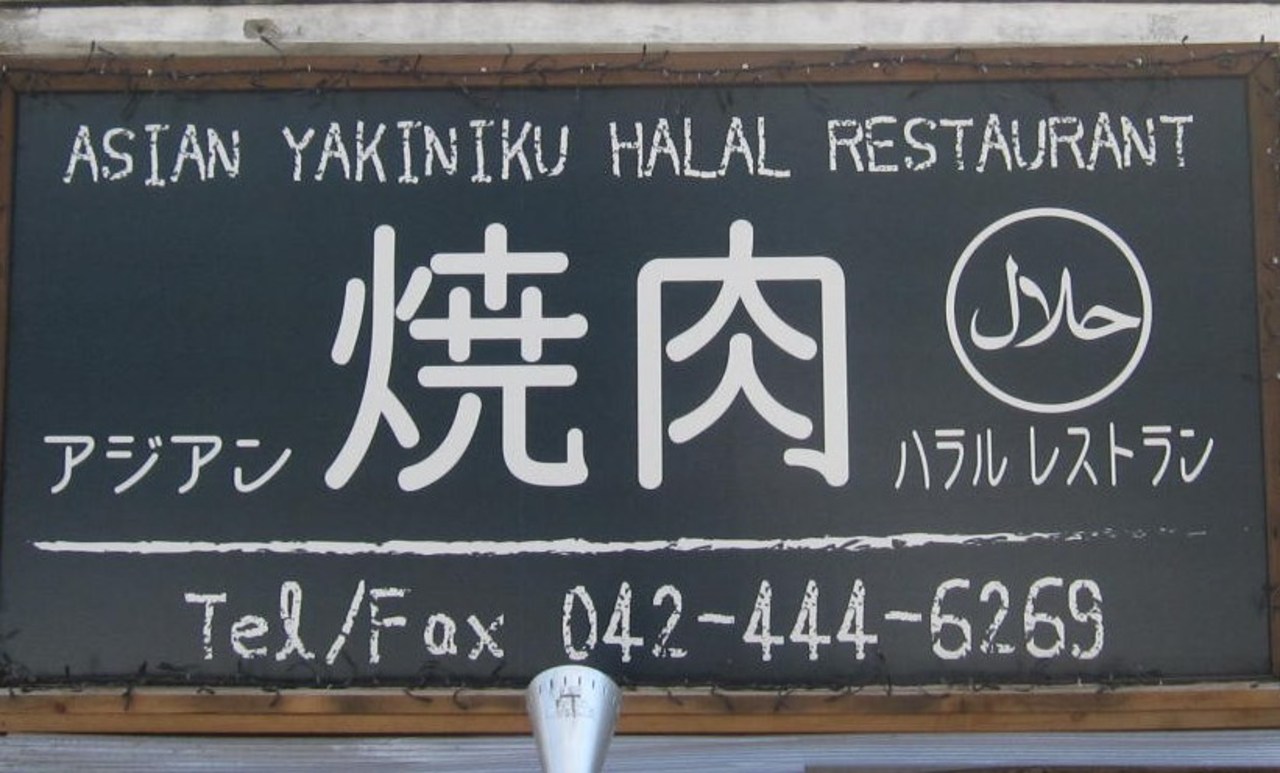 ASIAN YAKINIKU HALAL RESTAURANT
焼肉
حلال
アジアン
ハラル レストラン
Tel/Fax 042-444-6269